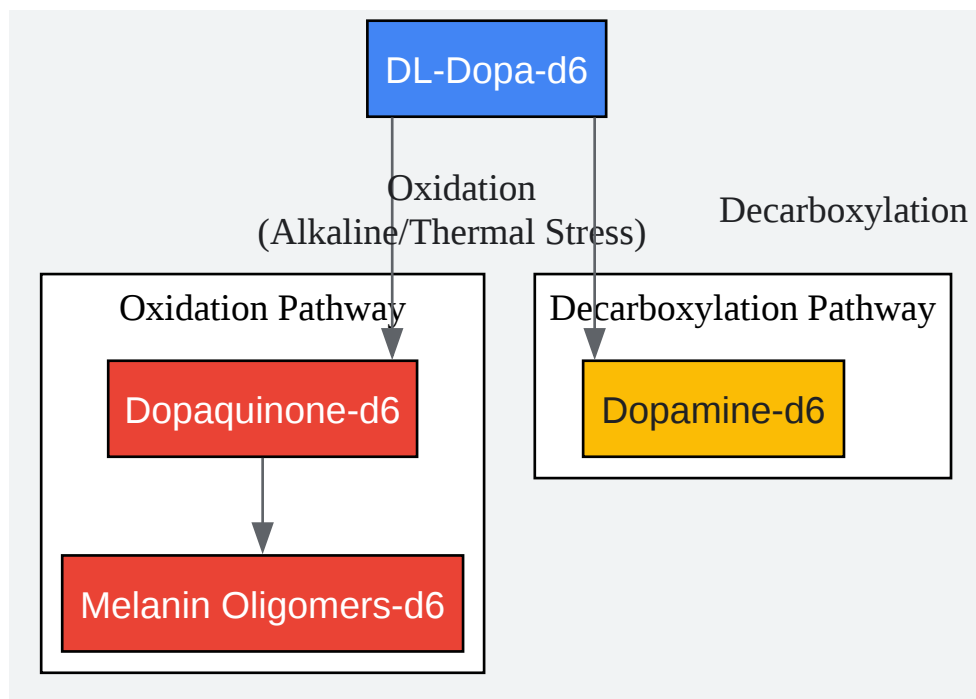 DL-Dopa-d6
Oxidation
(Alkaline/Thermal Stress)
Decarboxylation
Oxidation Pathway
Decarboxylation Pathway
Dopaquinone-d6
Dopamine-d6
Melanin Oligomers-d6